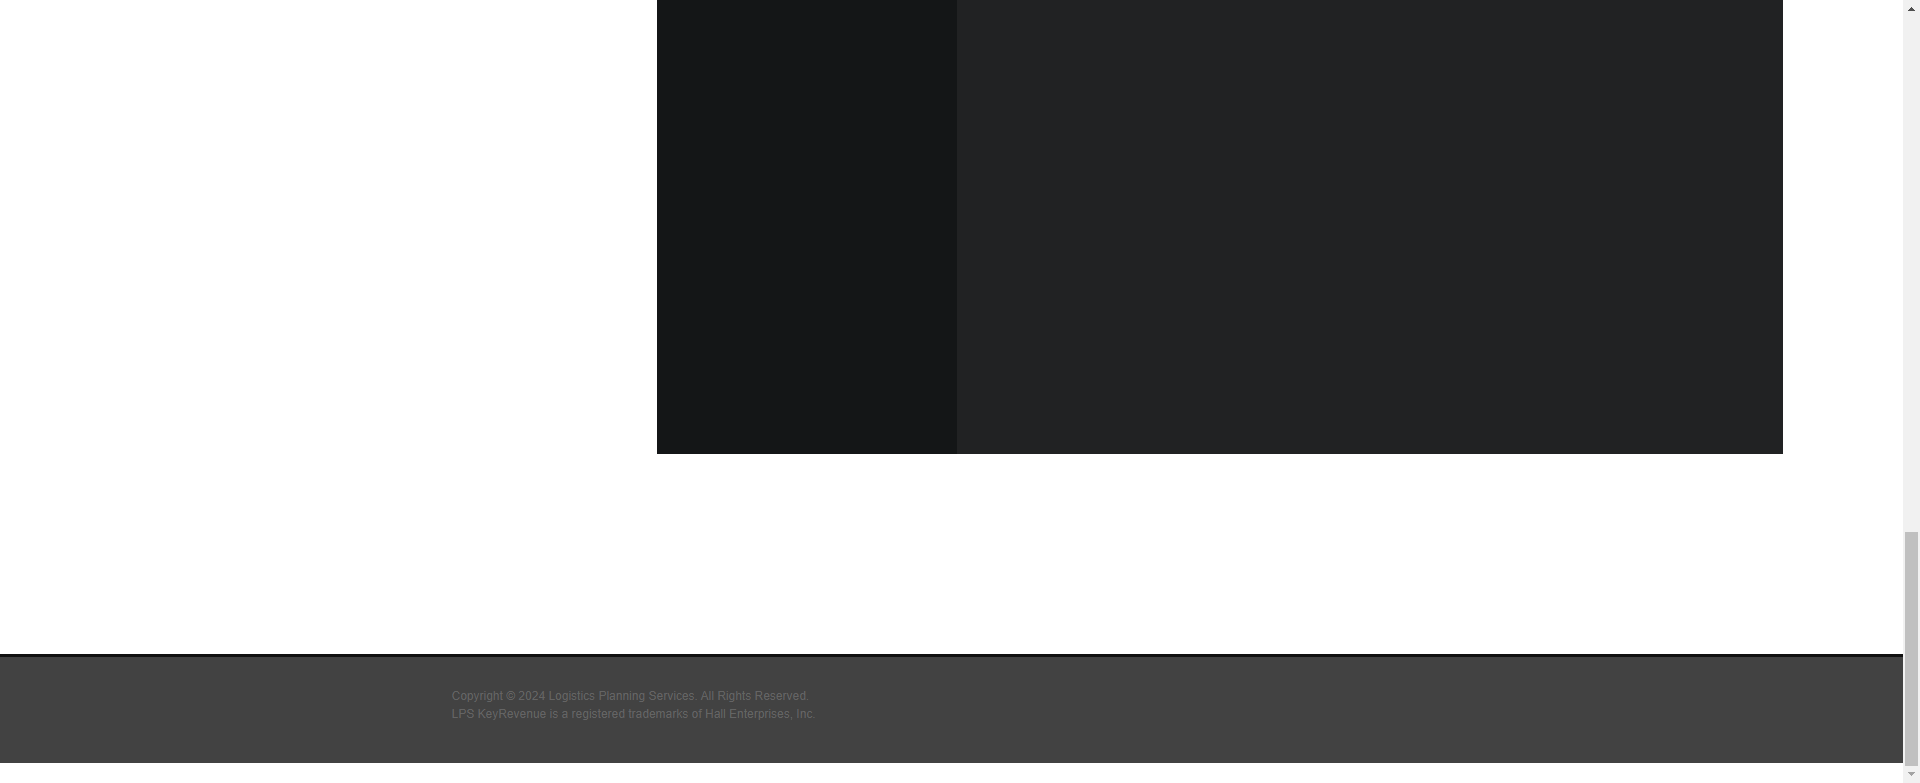 Copyright © 2024 Logistics Planning Services. All Rights Reserved.
LPS KeyRevenue is a registered trademarks of Hall Enterprises, Inc.